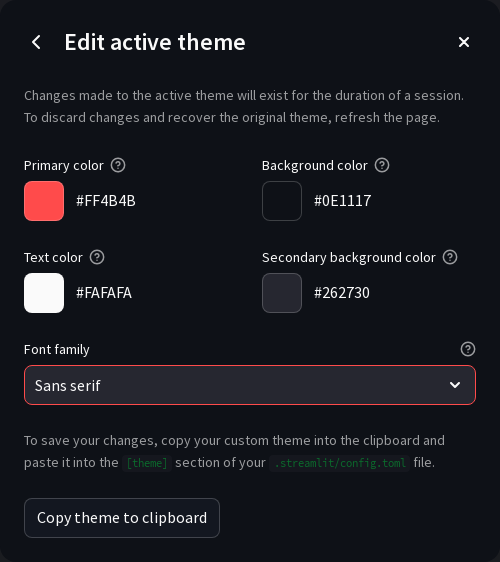 Edit active theme
Changes made to the active theme will exist for the duration of a session.
To discard changes and recover the original theme, refresh the page.
Primary color
Background color
#FF4B4B
#0E1117
Text color
Secondary background color
#FAFAFA
#262730
Font family
Sans serif
To save your changes, copy your custom theme into the clipboard and
paste it into the [theme] section of your .streamlit/config.toml file.
Copy theme to clipboard